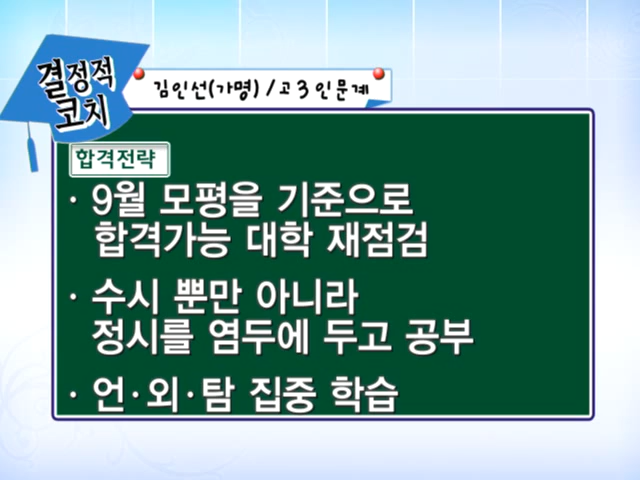 결정적
코치
김인선(가명) / 고3 인문계
합격전략
· 9월 모평을 기준으로
합격가능 대학 재점검
· 수시 뿐만 아니라
정시를 염두에 두고 공부
· 언·외·탐 집중 학습